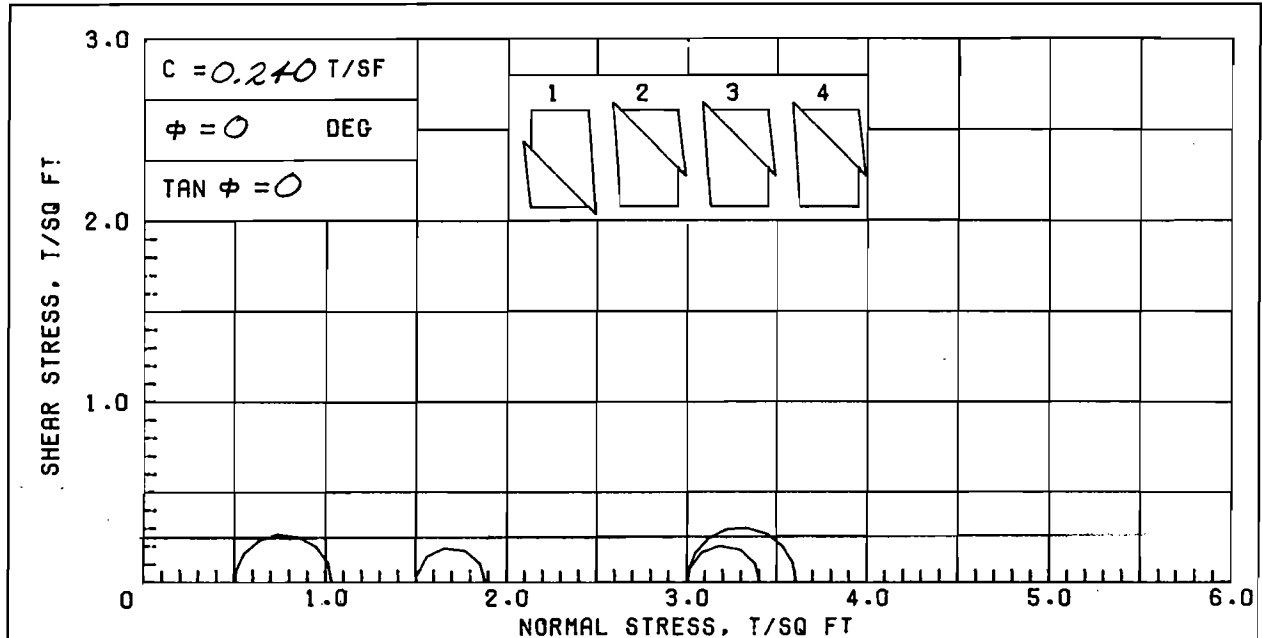 3.0
C = 0.240 T/SF
1 2 3 4
φ = 0 DEG
TAN φ = 0
2.0
SHEAR STRESS, T/SQ FT
1.0
0 1.0 2.0 3.0 4.0 5.0 6.0
NORMAL STRESS, T/SQ FT